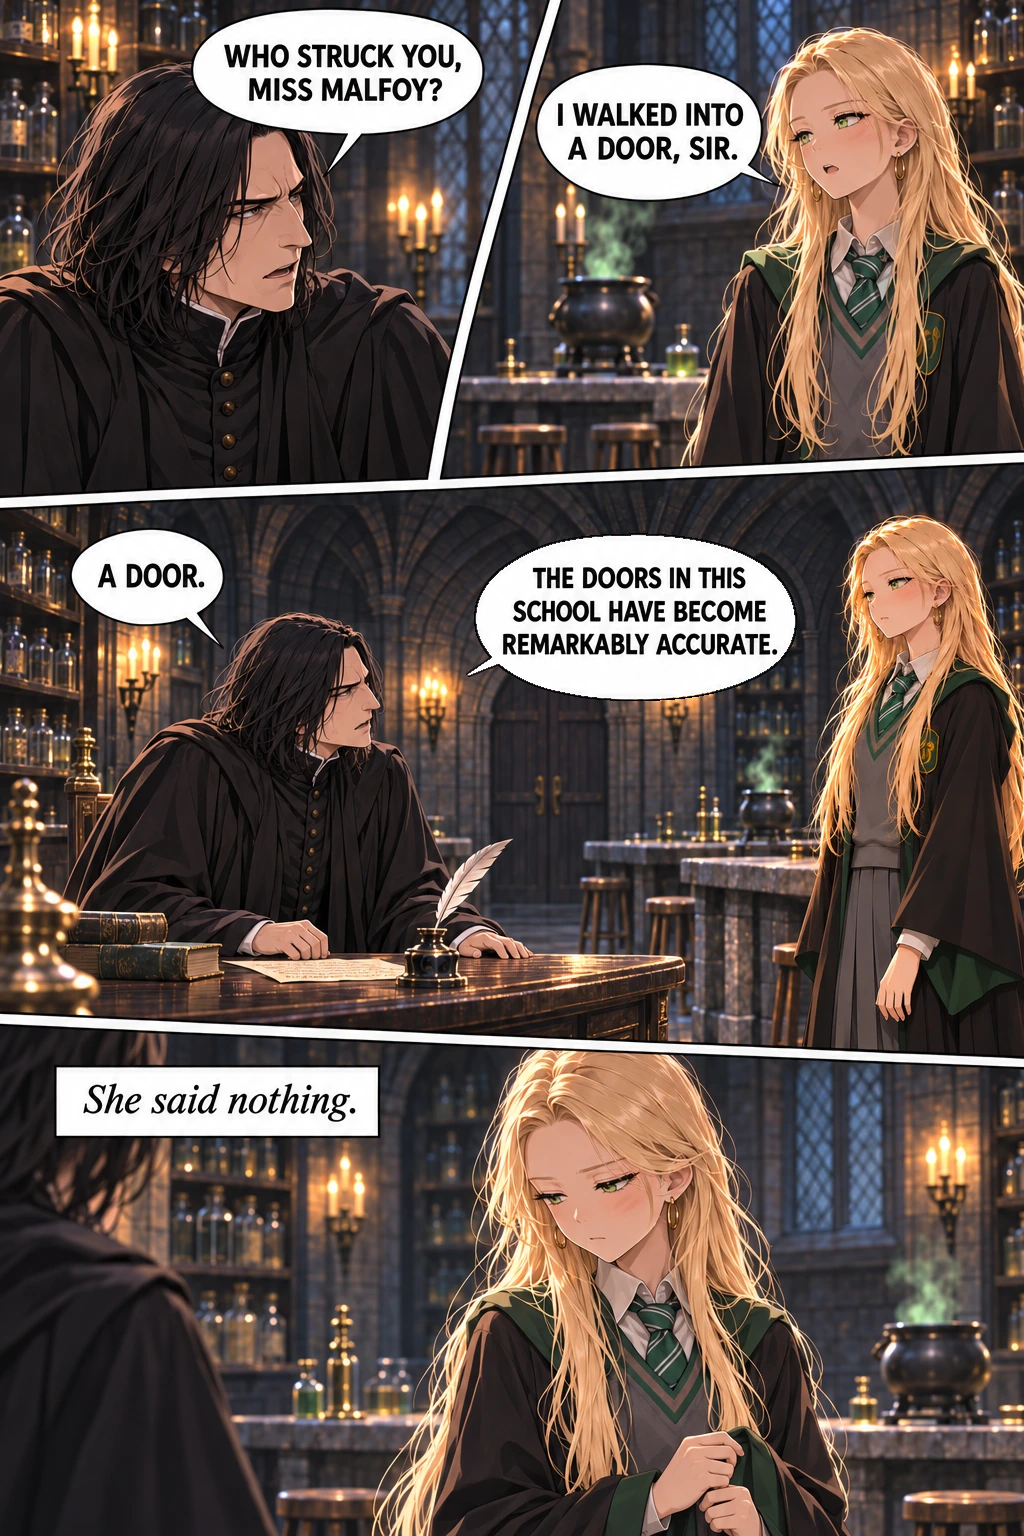 WHO STRUCK YOU,
MISS MALFOY?
I WALKED INTO
A DOOR, SIR.
A DOOR.
THE DOORS IN THIS
SCHOOL HAVE BECOME
REMARKABLY ACCURATE.
She said nothing.